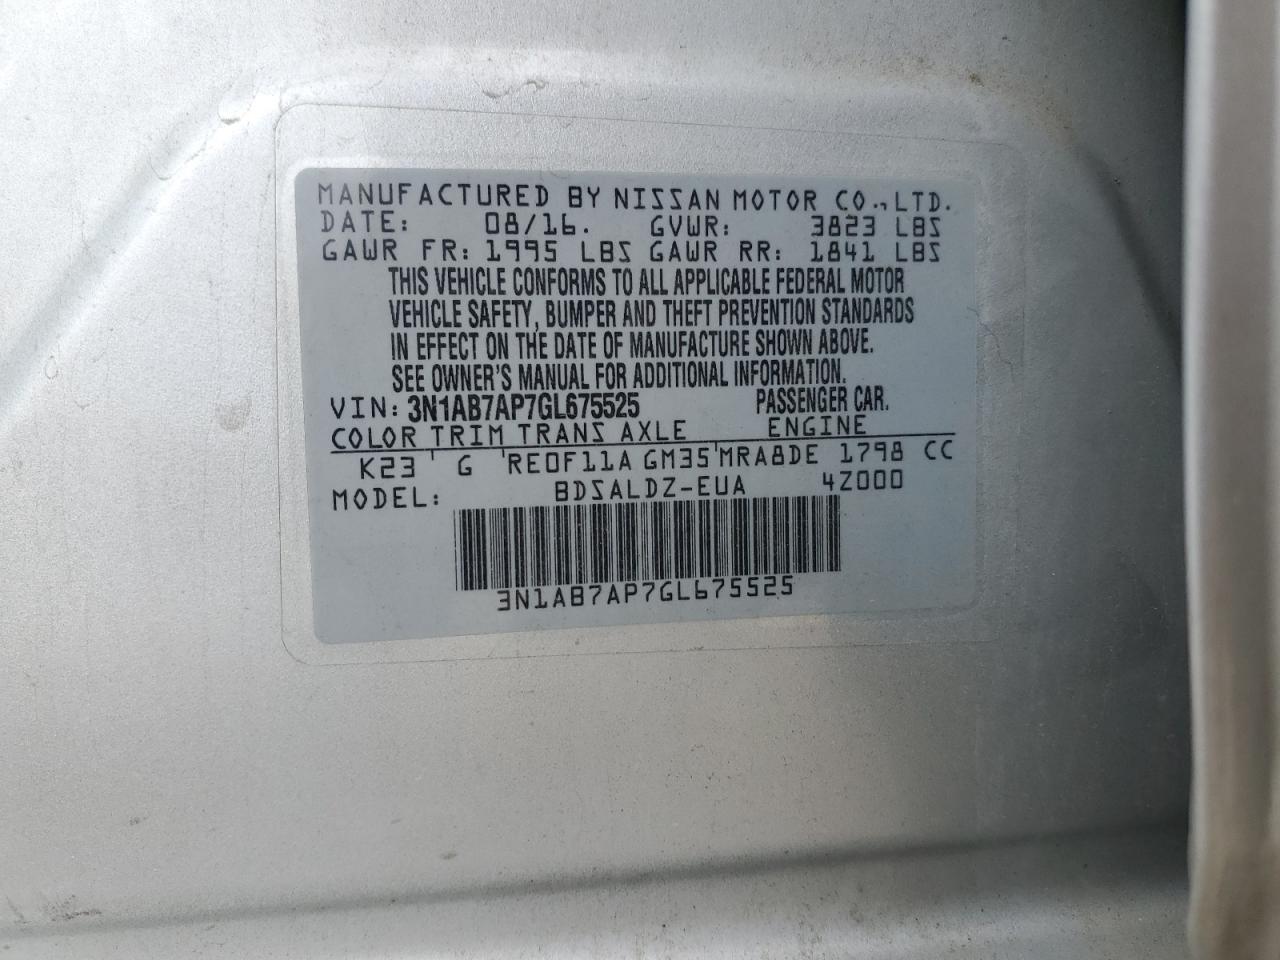 MANUFACTURED BY NISSAN MOTOR CO.,LTD.
DATE: 08/16. GVWR: 3823 LBS
GAWR FR: 1995 LBS GAWR RR: 1841 LBS
THIS VEHICLE CONFORMS TO ALL APPLICABLE FEDERAL MOTOR
VEHICLE SAFETY, BUMPER AND THEFT PREVENTION STANDARDS
IN EFFECT ON THE DATE OF MANUFACTURE SHOWN ABOVE.
SEE OWNER'S MANUAL FOR ADDITIONAL INFORMATION.
VIN: 3N1AB7AP7GL675525 PASSENGER CAR.
COLOR TRIM TRANS AXLE ENGINE
K23 ' G 'RE0F11A GM35'MRA8DE 1798 CC
MODEL: BDSALDZ-EUA 4Z000
3N1AB7AP7GL675525